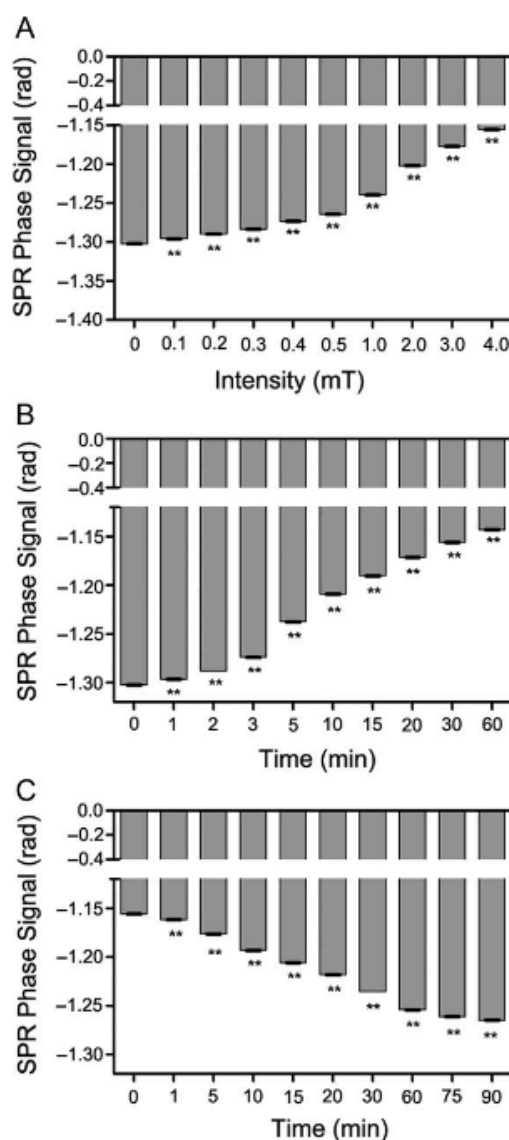 A
SPR Phase Signal (rad)
0.0
−0.2
−0.4
−1.15
−1.20
−1.25
−1.30
−1.35
−1.40
** ** ** ** ** ** ** ** **
0 0.1 0.2 0.3 0.4 0.5 1.0 2.0 3.0 4.0
Intensity (mT)
B
SPR Phase Signal (rad)
0.0
−0.4
−1.15
−1.20
−1.25
−1.30
** ** ** ** ** ** ** ** **
0 1 2 3 5 10 15 20 30 60
Time (min)
C
SPR Phase Signal (rad)
0.0
−0.2
−0.4
−1.15
−1.20
−1.25
−1.30
** ** ** ** ** ** ** ** **
0 1 5 10 15 20 30 60 75 90
Time (min)